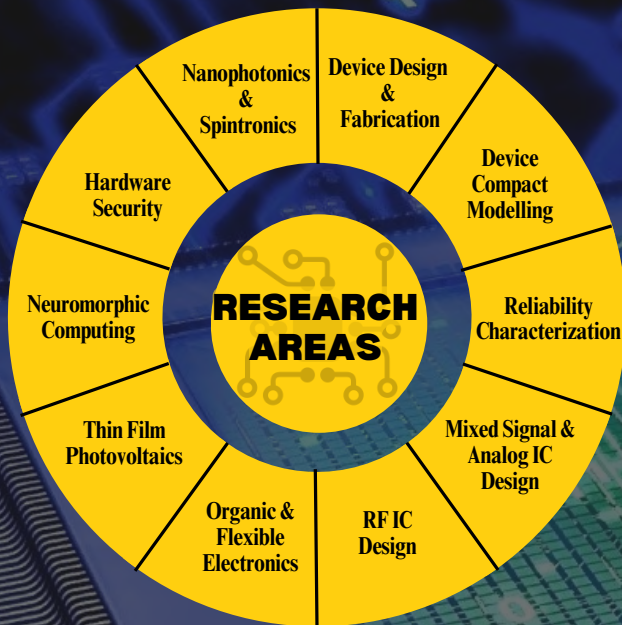 RESEARCH
AREAS
Device Design
&
Fabrication
Device
Compact
Modelling
Reliability
Characterization
Mixed Signal &
Analog IC
Design
RF IC
Design
Organic &
Flexible
Electronics
Thin Film
Photovoltaics
Neuromorphic
Computing
Hardware
Security
Nanophotonics
&
Spintronics